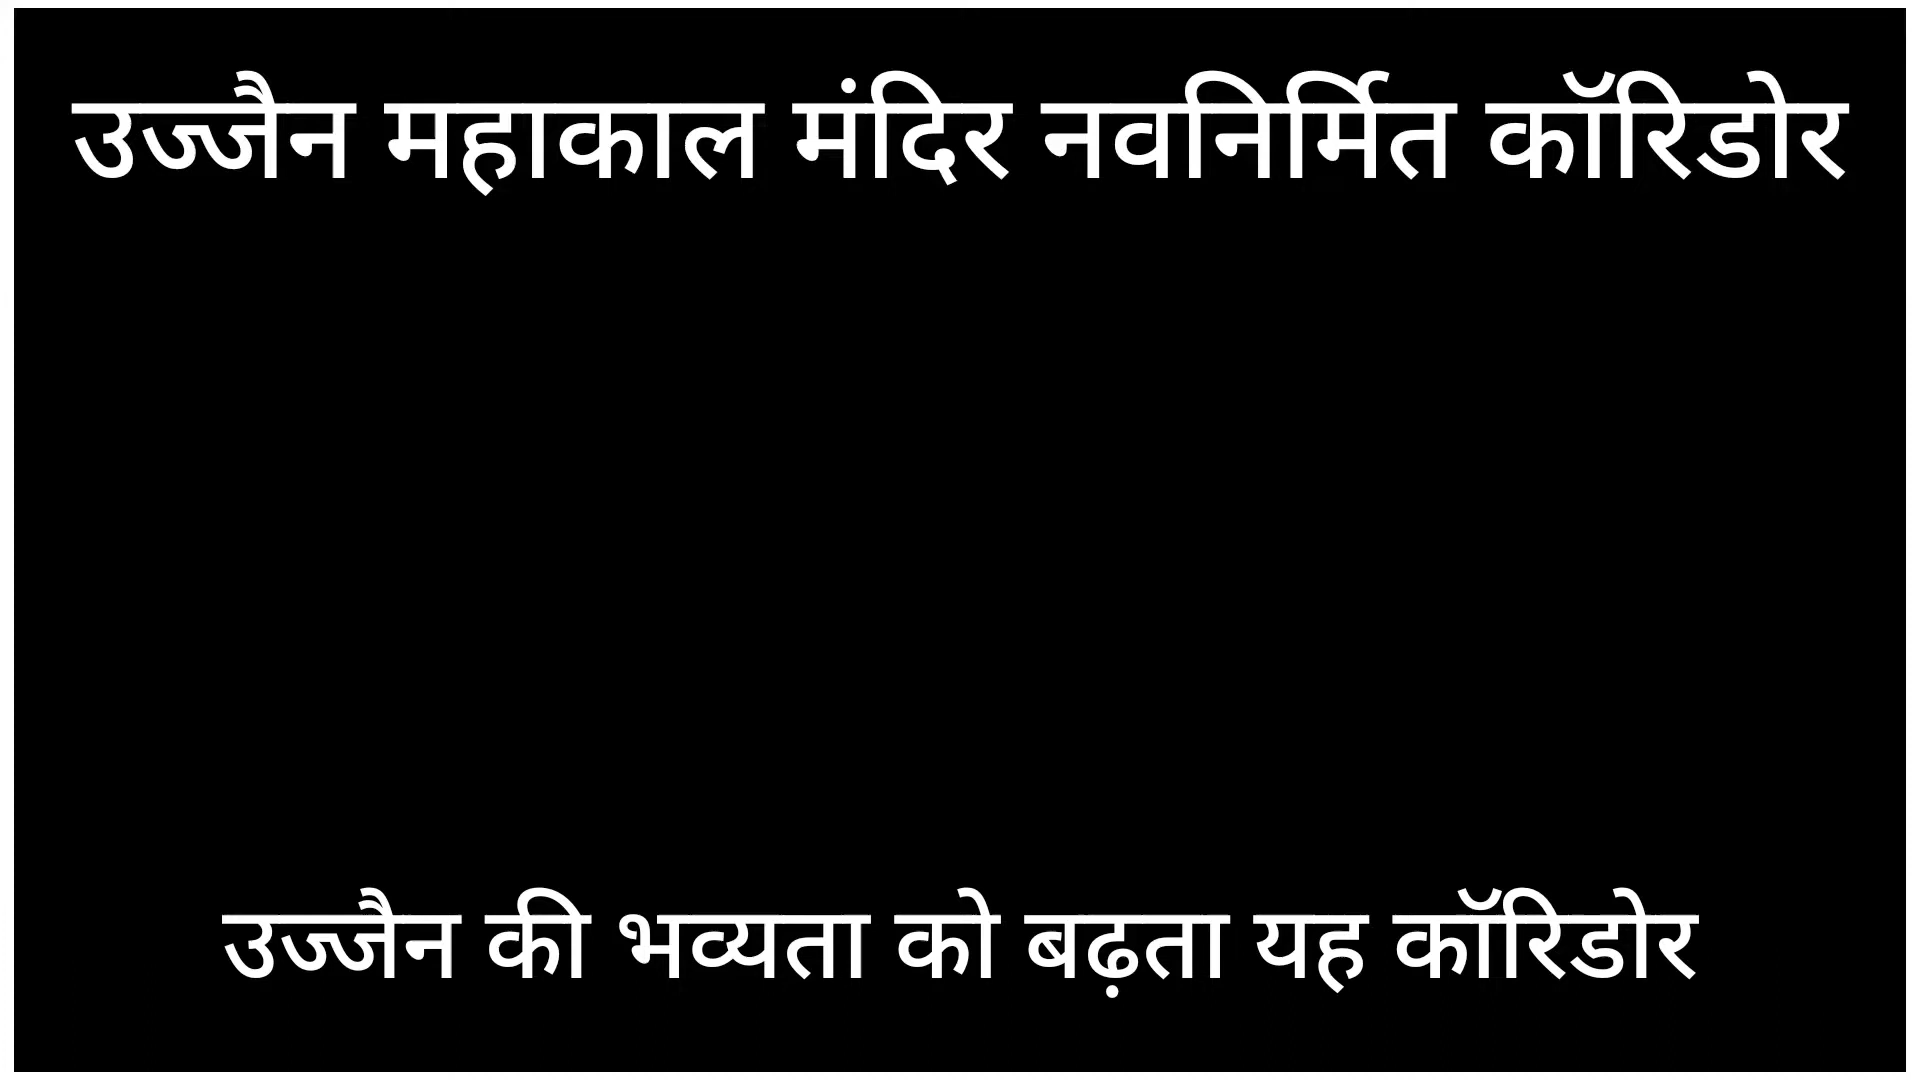 उज्जैन महाकाल मंदिर नवनिर्मित कॉरिडोर
उज्जैन की भव्यता को बढ़ता यह कॉरिडोर